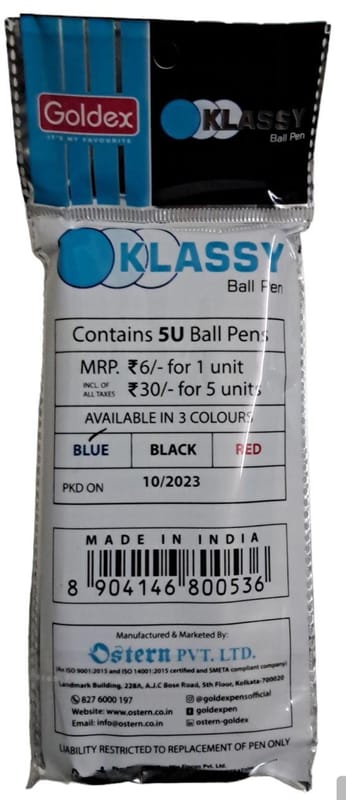 Goldex
IT'S MY FAVOURITE
KLASSY
Ball Pen
KLASSY
Ball Pen
Contains 5U Ball Pens
MRP. ₹6/- for 1 unit
INCL. OF ALL TAXES ₹30/- for 5 units
AVAILABLE IN 3 COLOURS
BLUE BLACK RED
PKD ON 10/2023
MADE IN INDIA
8 904146 800536
Manufactured & Marketed By:
Ostern PVT. LTD.
(An ISO 9001:2015 and ISO 14001:2015 certified and SMETA compliant company)
Landmark Building, 228A, A.J.C Bose Road, 5th Floor, Kolkata-700020
827 6000 197 @goldexpensofficial
Website: www.ostern.co.in goldexpen
Email: info@ostern.co.in ostern-goldex
LIABILITY RESTRICTED TO REPLACEMENT OF PEN ONLY
Pvt. Ltd.